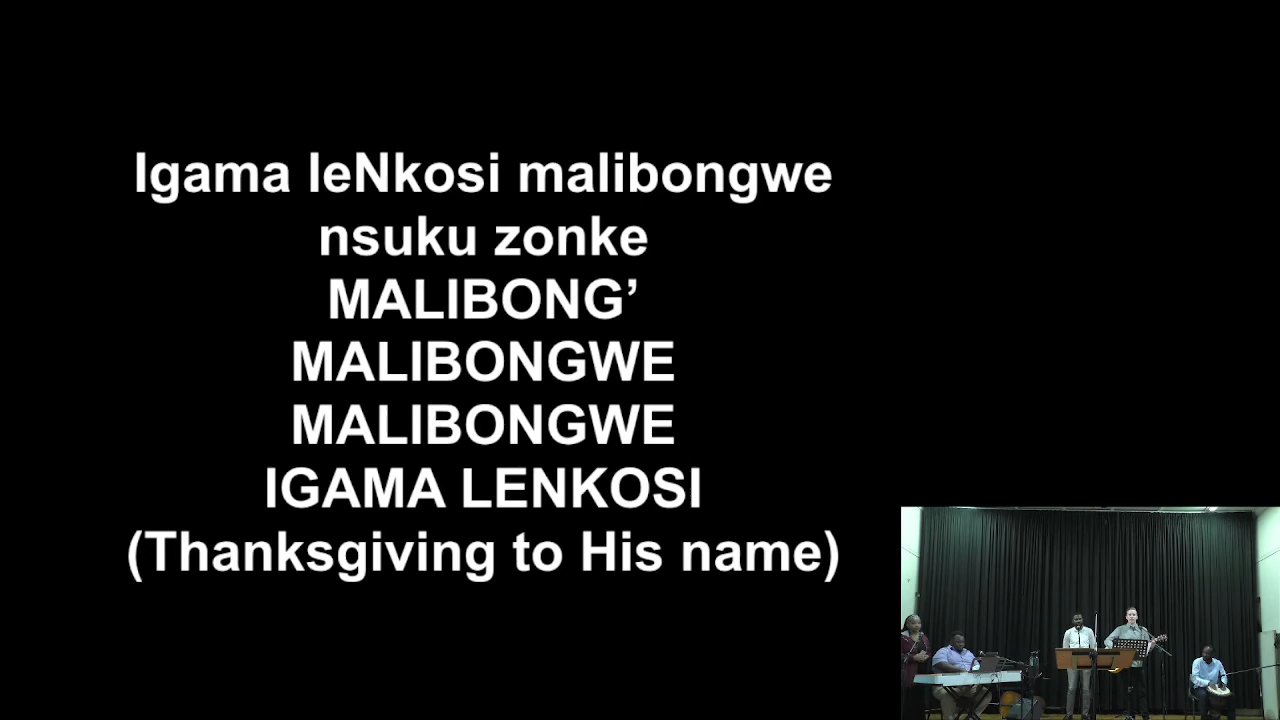 Igama leNkosi malibongwe
nsuku zonke
MALIBONG’
MALIBONGWE
MALIBONGWE
IGAMA LENKOSI
(Thanksgiving to His name)